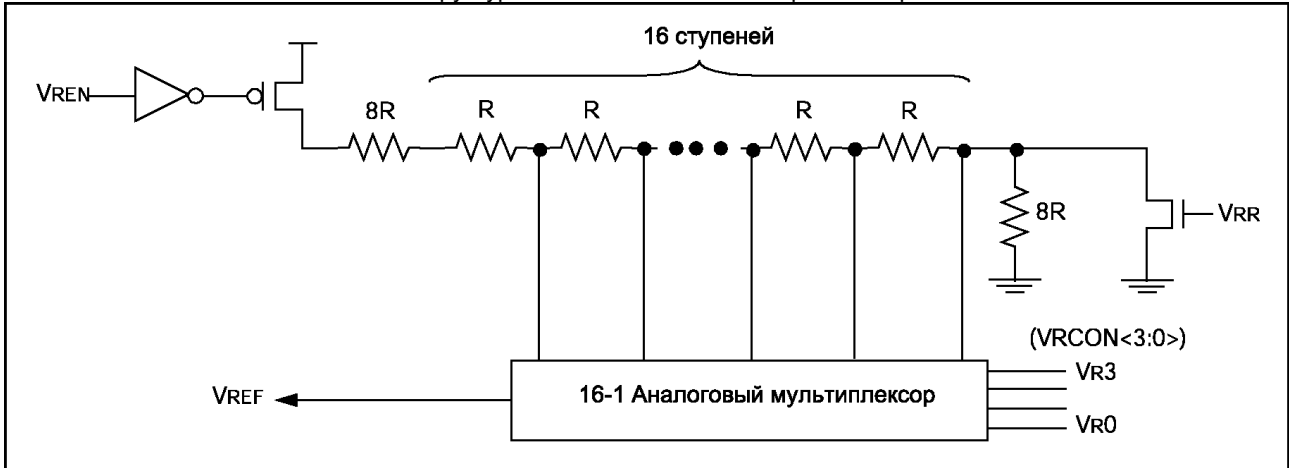 16 ступеней
VREN
8R
R
R
R
R
8R
VRR
(VRCON<3:0>)
VR3
VREF
16-1 Аналоговый мультиплексор
VR0